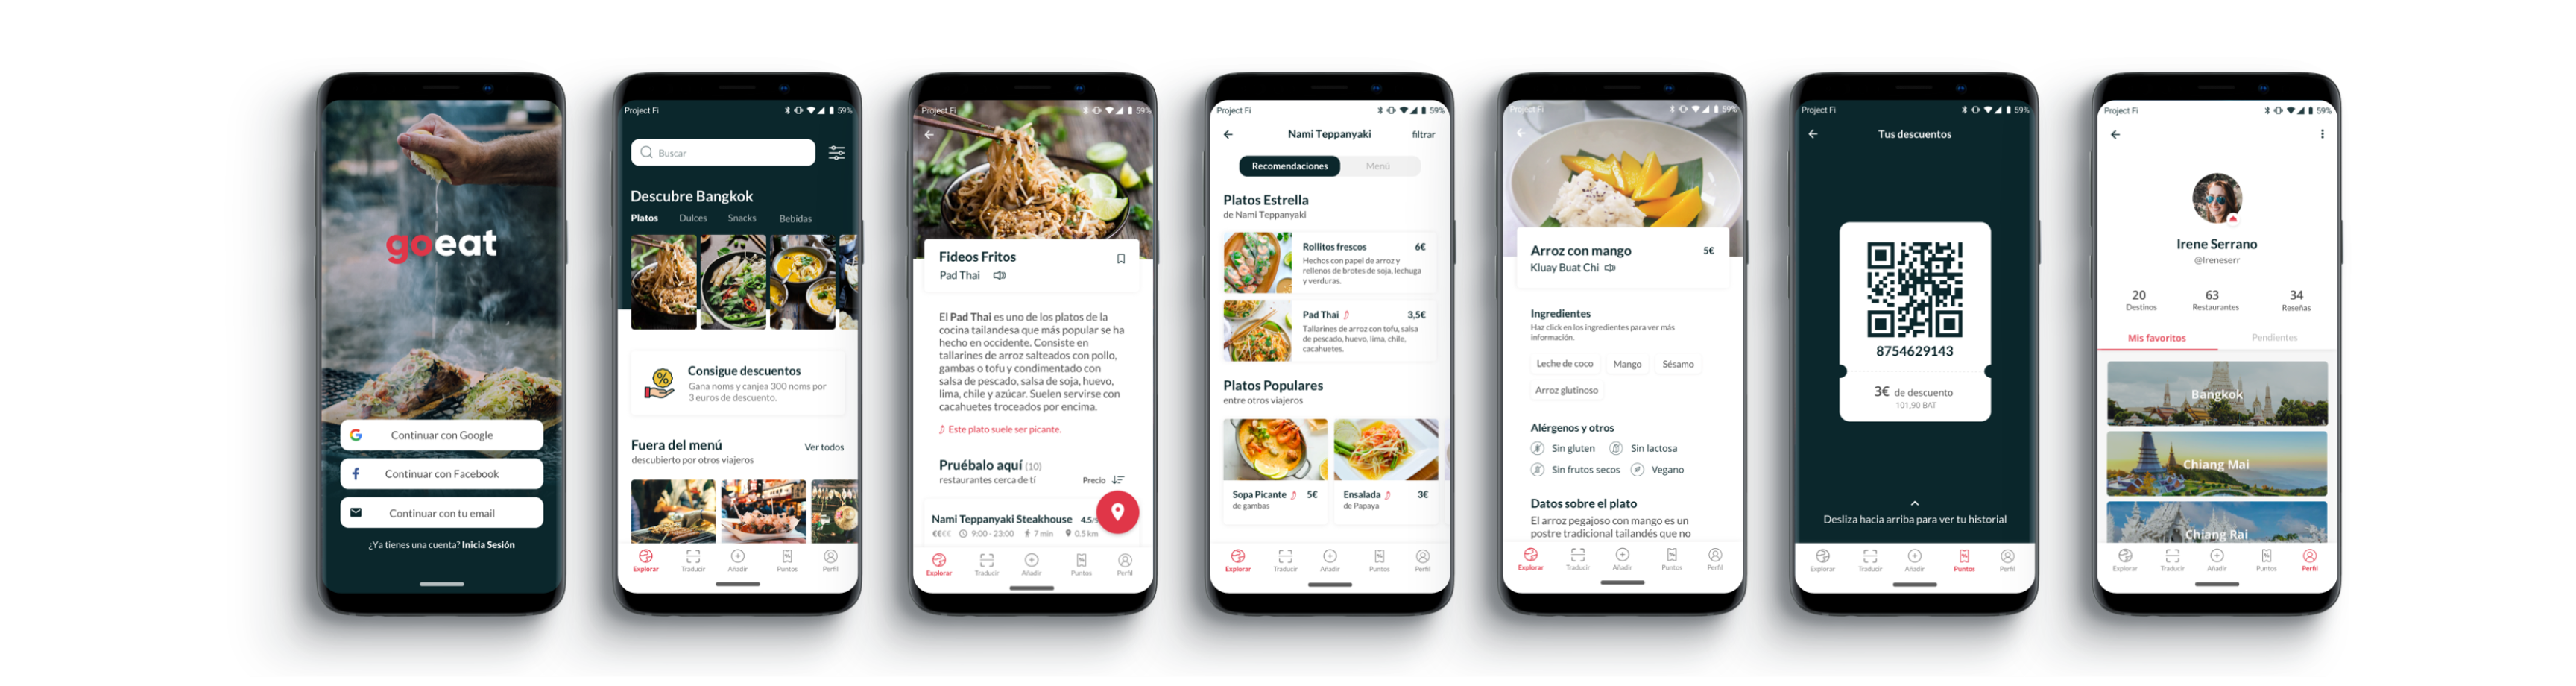 goeat
Continuar con Google
Continuar con Facebook
Continuar con tu email
¿Ya tienes una cuenta? Inicia Sesión
Project Fi
59%
Buscar
Descubre Bangkok
Platos Dulces Snacks Bebidas
Consigue descuentos
Gana noms y canjea 300 noms por
3 euros de descuento.
Fuera del menú Ver todos
descubierto por otros viajeros
Explorar Traducir Añadir Puntos Perfil
Project Fi
59%
Fideos Fritos
Pad Thai
El Pad Thai es uno de los platos de la
cocina tailandesa que más popular se ha
hecho en occidente. Consiste en
tallarines de arroz salteados con pollo,
gambas o tofu y condimentado con
salsa de pescado, salsa de soja, huevo,
lima, chile y azúcar. Suelen servirse con
cacahuetes troceados por encima.
Este plato suele ser picante.
Pruébalo aquí (10)
restaurantes cerca de tí Precio
Nami Teppanyaki Steakhouse 4.5
€€€€ 9:00 - 23:00 7 min 0.5 km
Explorar Traducir Añadir Puntos Perfil
Project Fi
59%
Nami Teppanyaki filtrar
Recomendaciones Menú
Platos Estrella
de Nami Teppanyaki
Rollitos frescos 6€
Hechos con papel de arroz y
rellenos de brotes de soja, lechuga
y verduras.
Pad Thai 3,5€
Tallarines de arroz con tofu, salsa
de pescado, huevo, lima, chile,
cacahuetes.
Platos Populares
entre otros viajeros
Sopa Picante 5€
de gambas
Ensalada 3€
de Papaya
Explorar Traducir Añadir Puntos Perfil
Project Fi
59%
Arroz con mango 5€
Kluay Buat Chi
Ingredientes
Haz click en los ingredientes para ver más
información.
Leche de coco Mango Sésamo
Arroz glutinoso
Alérgenos y otros
Sin gluten Sin lactosa
Sin frutos secos Vegano
Datos sobre el plato
El arroz pegajoso con mango es un
postre tradicional tailandés que no
Explorar Traducir Añadir Puntos Perfil
Project Fi
59%
Tus descuentos
8754629143
3€ de descuento
101,90 BAT
Desliza hacia arriba para ver tu historial
Explorar Traducir Añadir Puntos Perfil
Project Fi
59%
Irene Serrano
@Ireneserr
20 63 34
Destinos Restaurantes Reseñas
Mis favoritos Pendientes
Bangkok
Chiang Mai
Chiang Rai
Explorar Traducir Añadir Puntos Perfil